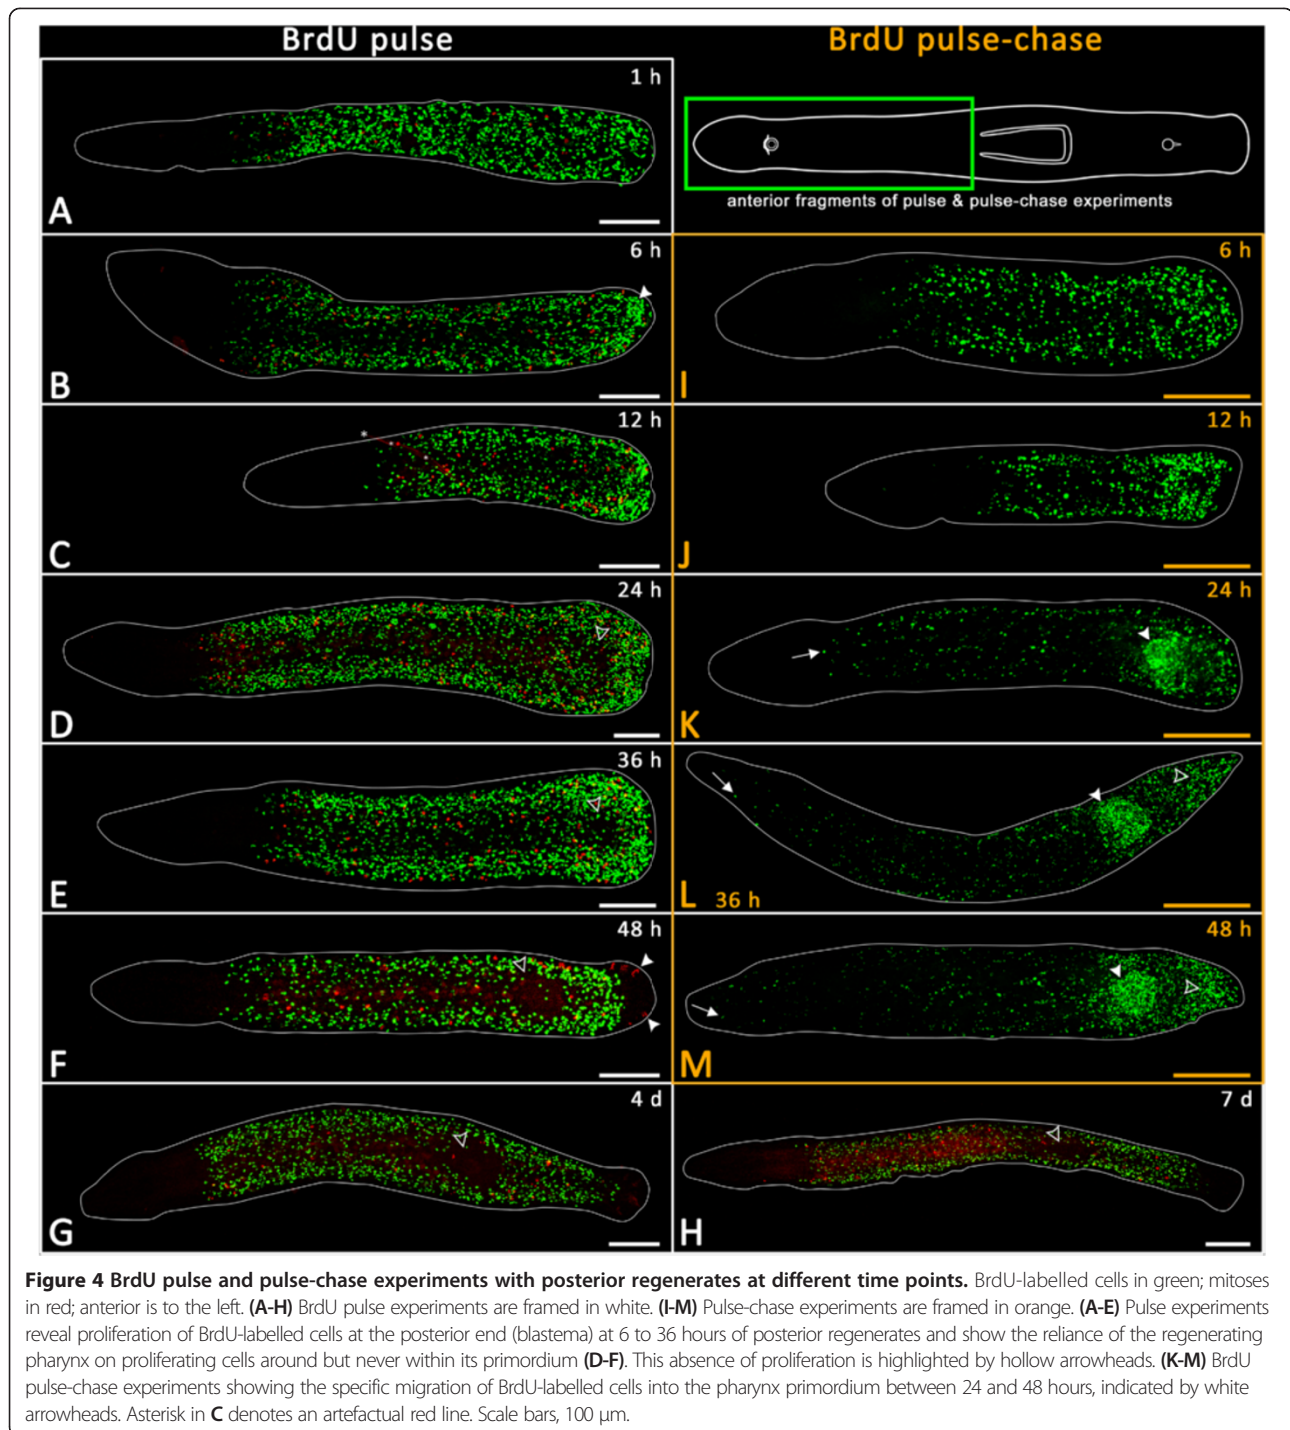 BrdU pulse
BrdU pulse-chase
1 h
A
anterior fragments of pulse & pulse-chase experiments
6 h
B
6 h
I
12 h
*
*
*
C
12 h
J
24 h
D
24 h
K
36 h
E
L
36 h
48 h
F
48 h
M
4 d
G
7 d
H
Figure 4 BrdU pulse and pulse-chase experiments with posterior regenerates at different time points. BrdU-labelled cells in green; mitoses
in red; anterior is to the left. (A-H) BrdU pulse experiments are framed in white. (I-M) Pulse-chase experiments are framed in orange. (A-E) Pulse experiments
reveal proliferation of BrdU-labelled cells at the posterior end (blastema) at 6 to 36 hours of posterior regenerates and show the reliance of the regenerating
pharynx on proliferating cells around but never within its primordium (D-F). This absence of proliferation is highlighted by hollow arrowheads. (K-M) BrdU
pulse-chase experiments showing the specific migration of BrdU-labelled cells into the pharynx primordium between 24 and 48 hours, indicated by white
arrowheads. Asterisk in C denotes an artefactual red line. Scale bars, 100 μm.